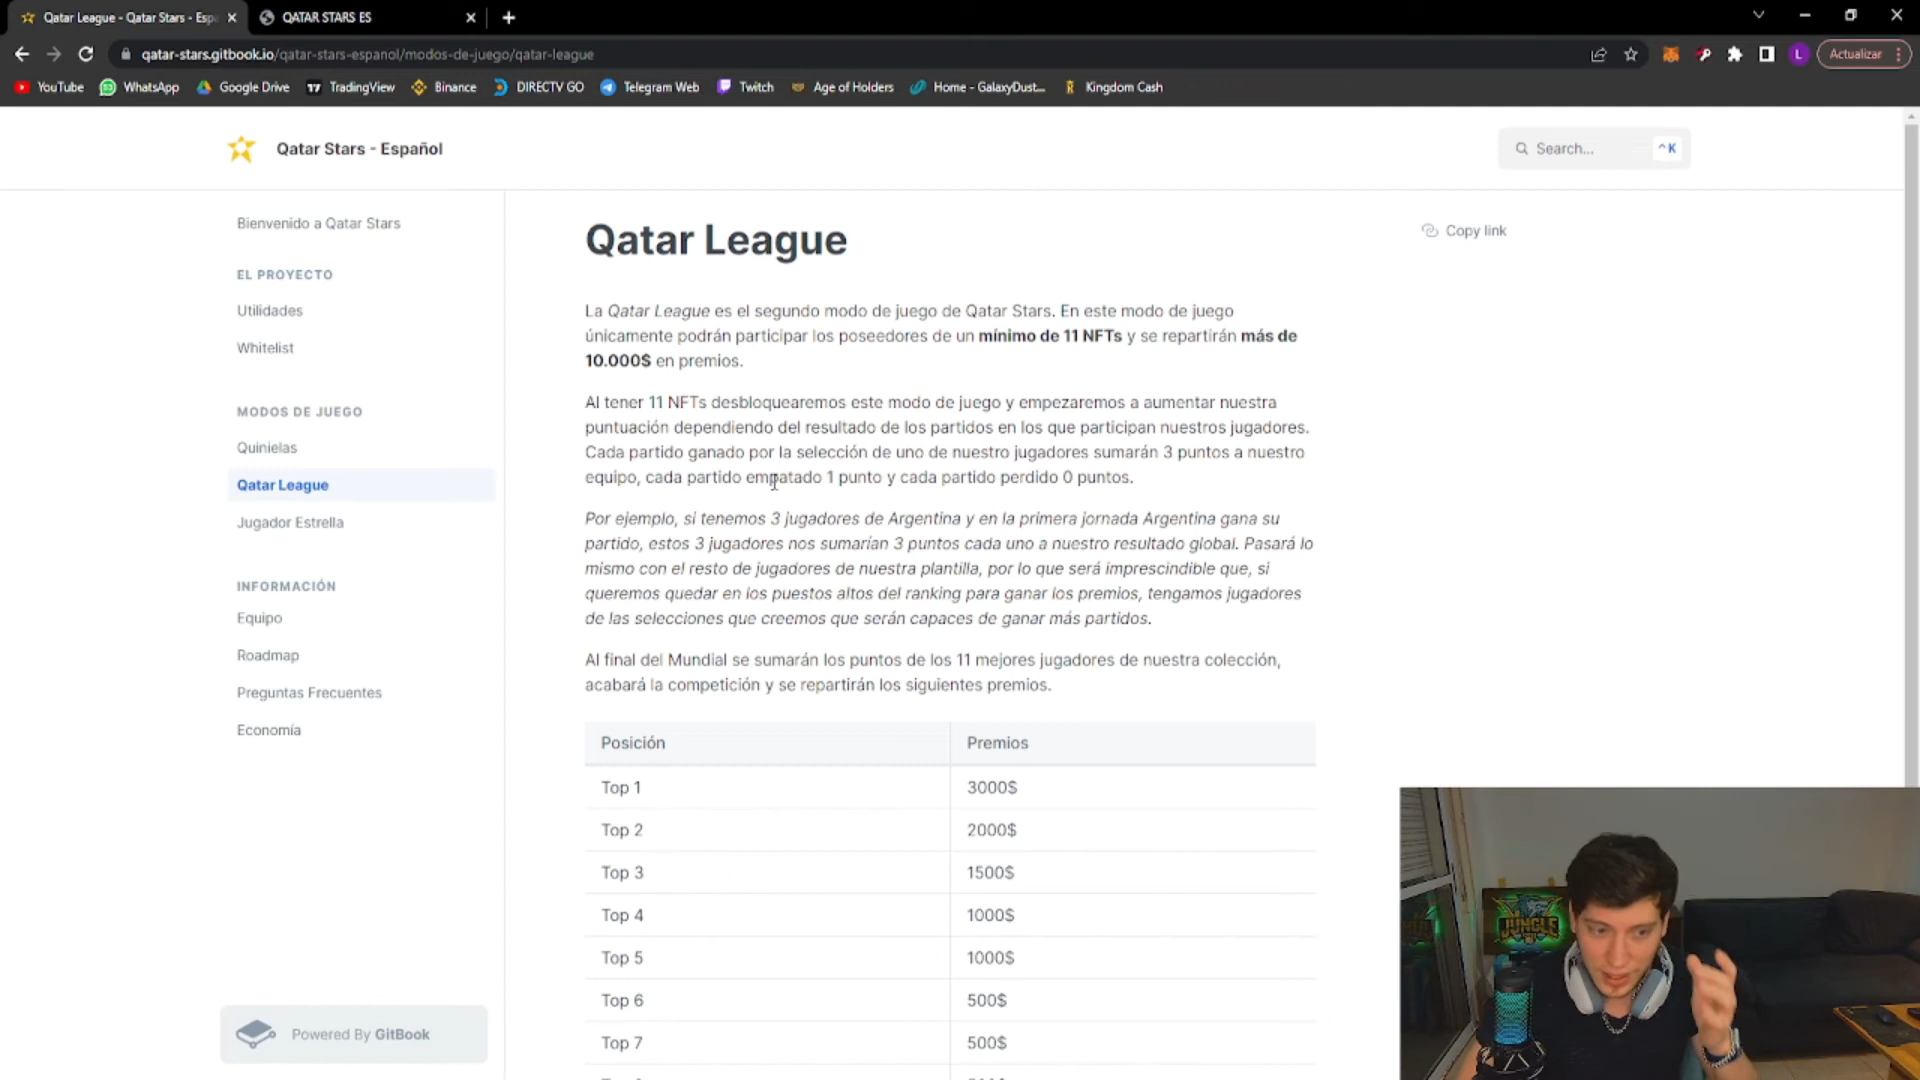 Qatar League - Qatar Stars - Esp
QATAR STARS ES
qatar-stars.gitbook.io/qatar-stars-espanol/modos-de-juego/qatar-league
L
Actualizar
YouTube
WhatsApp
Google Drive
TradingView
Binance
DIRECTV GO
Telegram Web
Twitch
Age of Holders
Home - GalaxyDust...
Kingdom Cash
Qatar Stars - Español
Search...
^K
Bienvenido a Qatar Stars
EL PROYECTO
Utilidades
Whitelist
MODOS DE JUEGO
Quinielas
Qatar League
Jugador Estrella
INFORMACIÓN
Equipo
Roadmap
Preguntas Frecuentes
Economía
Powered By GitBook
Qatar League
Copy link
La Qatar League es el segundo modo de juego de Qatar Stars. En este modo de juego
únicamente podrán participar los poseedores de un mínimo de 11 NFTs y se repartirán más de
10.000$ en premios.
Al tener 11 NFTs desbloquearemos este modo de juego y empezaremos a aumentar nuestra
puntuación dependiendo del resultado de los partidos en los que participan nuestros jugadores.
Cada partido ganado por la selección de uno de nuestro jugadores sumarán 3 puntos a nuestro
equipo, cada partido empatado 1 punto y cada partido perdido 0 puntos.
Por ejemplo, si tenemos 3 jugadores de Argentina y en la primera jornada Argentina gana su
partido, estos 3 jugadores nos sumarían 3 puntos cada uno a nuestro resultado global. Pasará lo
mismo con el resto de jugadores de nuestra plantilla, por lo que será imprescindible que, si
queremos quedar en los puestos altos del ranking para ganar los premios, tengamos jugadores
de las selecciones que creemos que serán capaces de ganar más partidos.
Al final del Mundial se sumarán los puntos de los 11 mejores jugadores de nuestra colección,
acabará la competición y se repartirán los siguientes premios.
Posición Premios
Top 1 3000$
Top 2 2000$
Top 3 1500$
Top 4 1000$
Top 5 1000$
Top 6 500$
Top 7 500$
JUNGLE